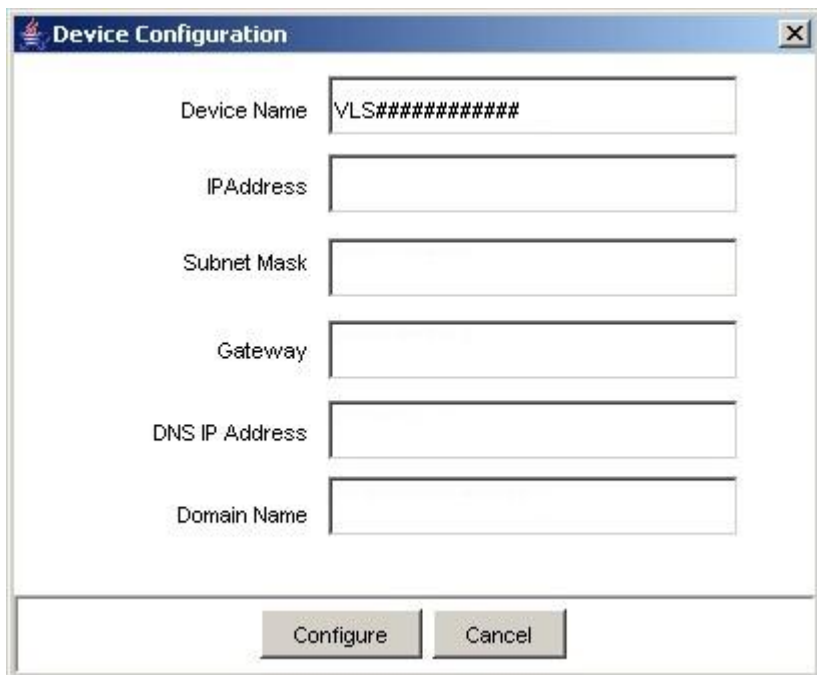 Device Configuration
Device Name VLS############
IPAddress
Subnet Mask
Gateway
DNS IP Address
Domain Name
Configure Cancel